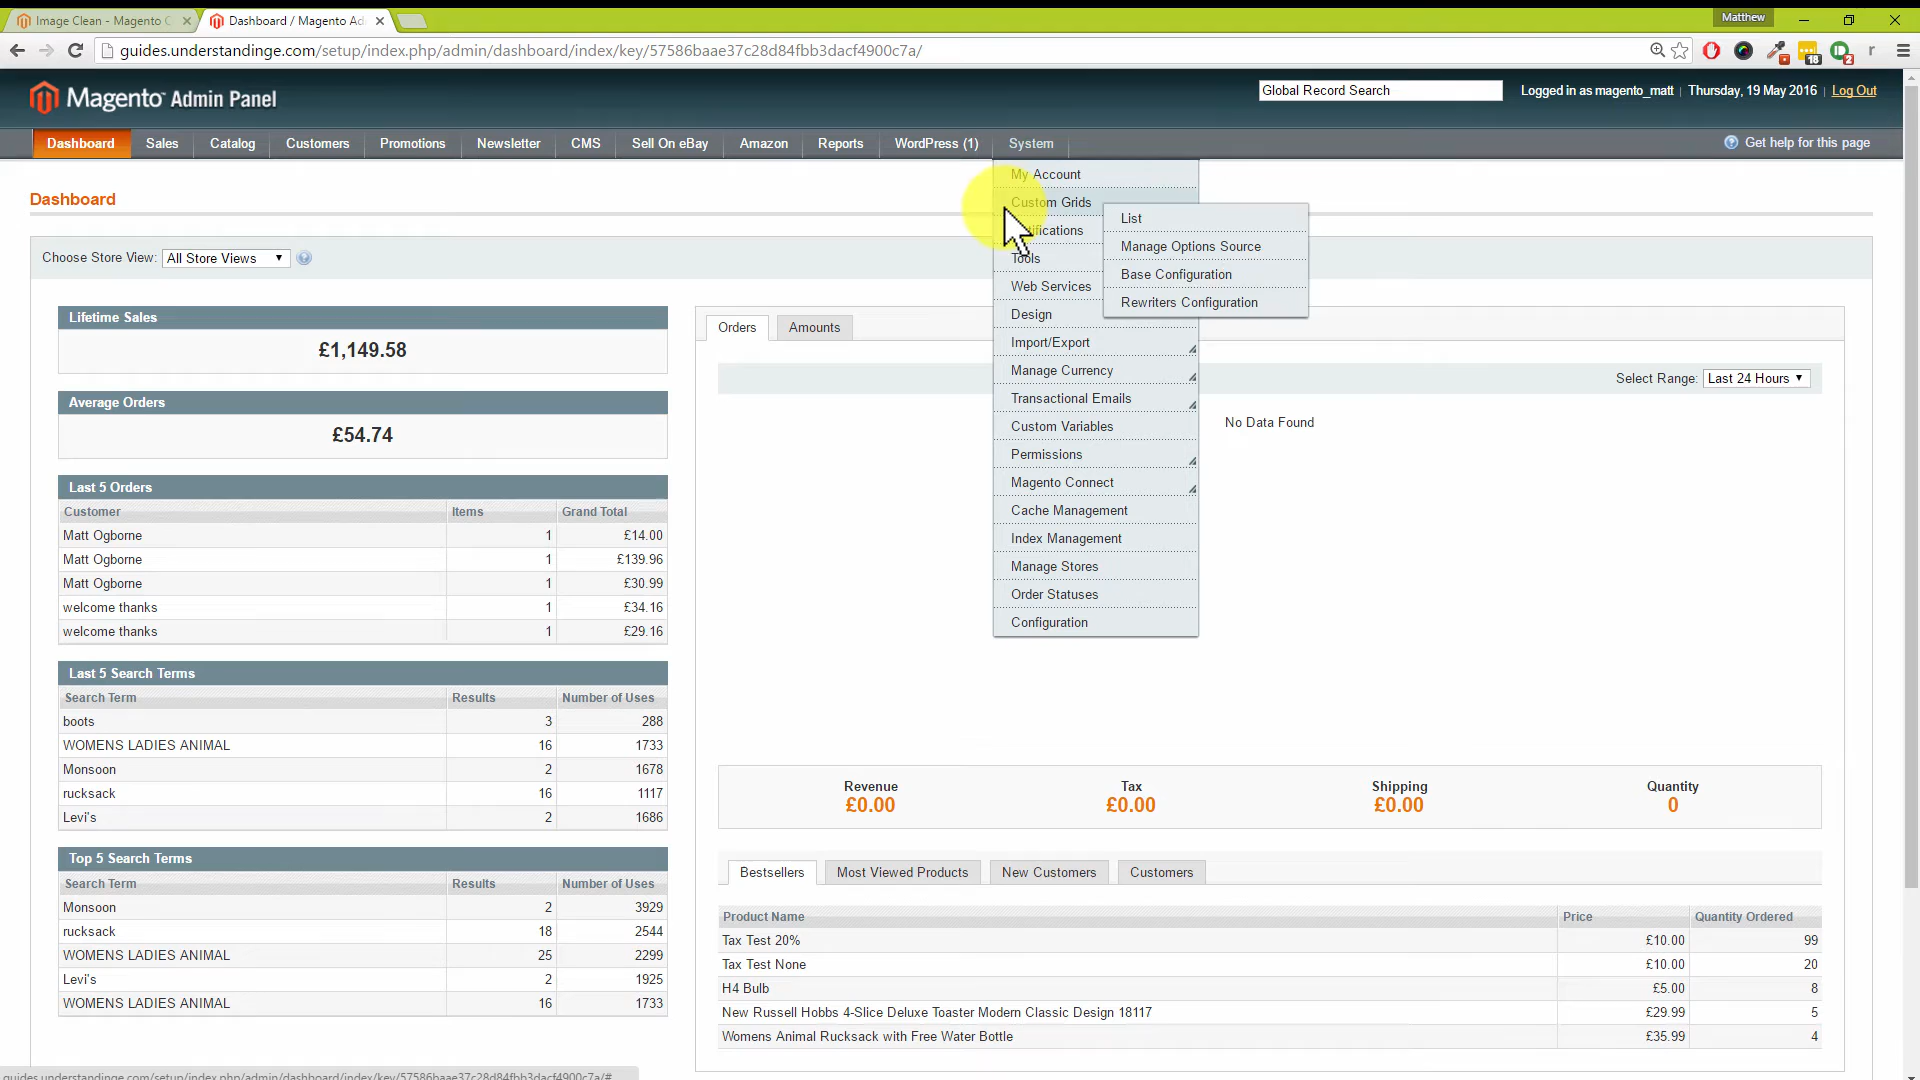 Image Clean - Magento C
Dashboard / Magento Ad
Matthew
guides.understandinge.com/setup/index.php/admin/dashboard/index/key/57586baae37c28d84fbb3dacf4900c7a/
18
2
r
Magento Admin Panel
Global Record Search
Logged in as magento_matt | Thursday, 19 May 2016 | Log Out
Dashboard Sales Catalog Customers Promotions Newsletter CMS Sell On eBay Amazon Reports WordPress (1) System
Get help for this page
My Account
Custom Grids
ifications
Tools
Web Services
Design
Import/Export
Manage Currency
Transactional Emails
Custom Variables
Permissions
Magento Connect
Cache Management
Index Management
Manage Stores
Order Statuses
Configuration
List
Manage Options Source
Base Configuration
Rewriters Configuration
Dashboard
Choose Store View: All Store Views
Lifetime Sales
£1,149.58
Average Orders
£54.74
Last 5 Orders
Customer Items Grand Total
Matt Ogborne 1 £14.00
Matt Ogborne 1 £139.96
Matt Ogborne 1 £30.99
welcome thanks 1 £34.16
welcome thanks 1 £29.16
Last 5 Search Terms
Search Term Results Number of Uses
boots 3 288
WOMENS LADIES ANIMAL 16 1733
Monsoon 2 1678
rucksack 16 1117
Levi's 2 1686
Top 5 Search Terms
Search Term Results Number of Uses
Monsoon 2 3929
rucksack 18 2544
WOMENS LADIES ANIMAL 25 2299
Levi's 2 1925
WOMENS LADIES ANIMAL 16 1733
Orders Amounts
Select Range: Last 24 Hours
No Data Found
Revenue Tax Shipping Quantity
£0.00 £0.00 £0.00 0
Bestsellers Most Viewed Products New Customers Customers
Product Name Price Quantity Ordered
Tax Test 20% £10.00 99
Tax Test None £10.00 20
H4 Bulb £5.00 8
New Russell Hobbs 4-Slice Deluxe Toaster Modern Classic Design 18117 £29.99 5
Womens Animal Rucksack with Free Water Bottle £35.99 4
guides.understandinge.com/setup/index.php/admin/dashboard/index/key/57586baae37c28d84fbb3dacf4900c7a/#